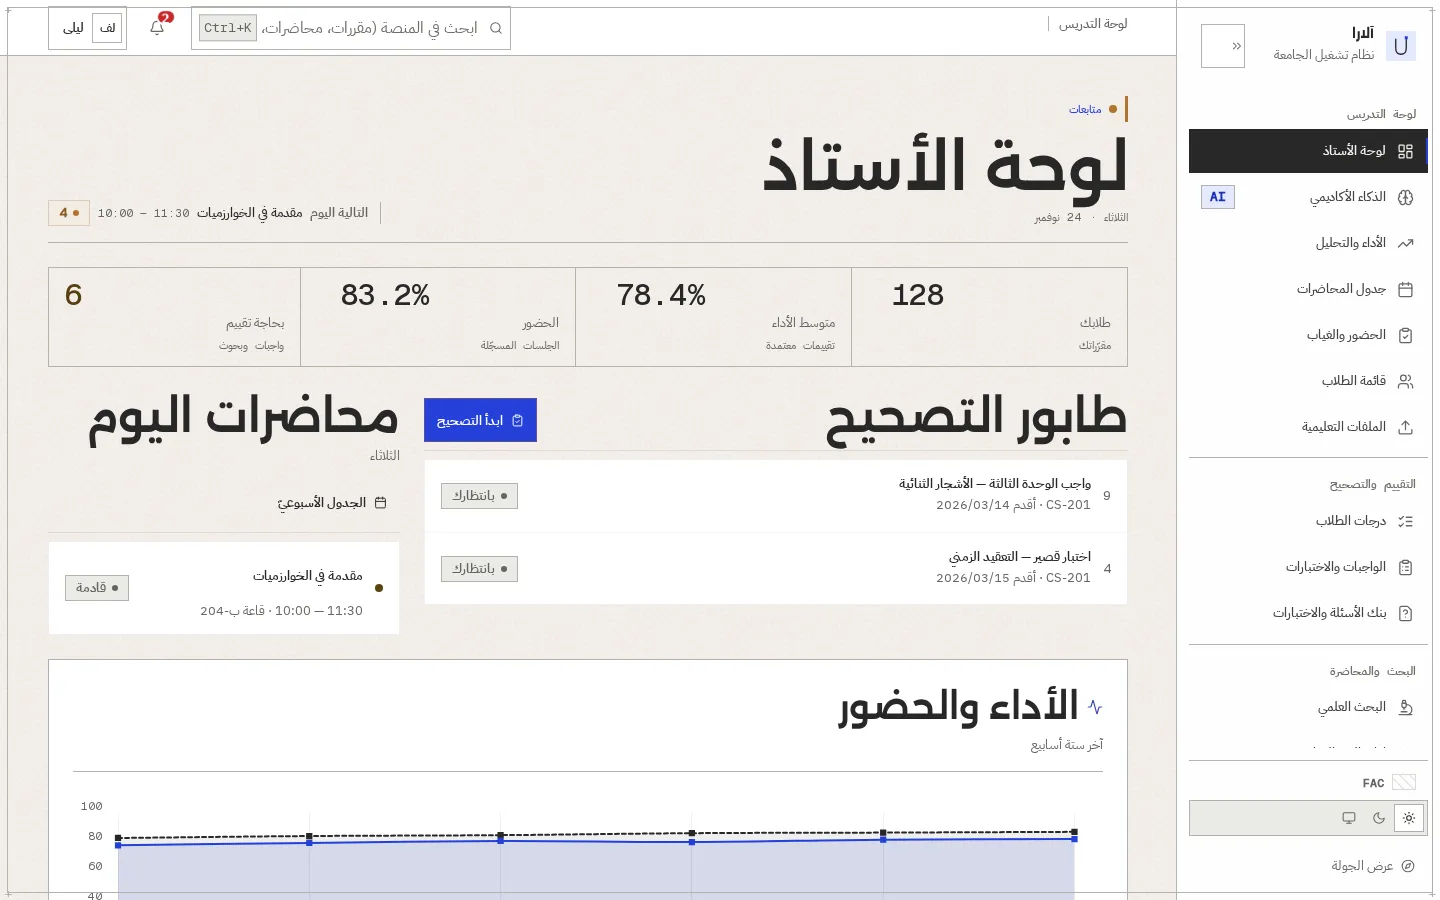 آلارا
نظام تشغيل الجامعة
لوحة التدريس
لوحة الأستاذ
الذكاء الأكاديمي
AI
الأداء والتحليل
جدول المحاضرات
الحضور والغياب
قائمة الطلاب
الملفات التعليمية
التقييم والتصحيح
درجات الطلاب
الواجبات والاختبارات
بنك الأسئلة والاختبارات
البحث والمحاضرة
البحث العلمي
FAC
عرض الجولة
لوحة التدريس
ابحث في المنصة (مقررات، محاضرات،
Ctrl+K
2
لف
ليلى
متابعات
لوحة الأستاذ
الثلاثاء · 24 نوفمبر
التالية اليوم مقدمة في الخوارزميات 10:00 – 11:30
4
128
طلابك
مقرّراتك
78.4%
متوسط الأداء
تقييمات معتمدة
83.2%
الحضور
الجلسات المسجّلة
6
بحاجة تقييم
واجبات وبحوث
طابور التصحيح
ابدأ التصحيح
9
واجب الوحدة الثالثة — الأشجار الثنائية
CS-201 · أقدم 2026/03/14
بانتظارك
4
اختبار قصير — التعقيد الزمني
CS-201 · أقدم 2026/03/15
بانتظارك
محاضرات اليوم
الثلاثاء
الجدول الأسبوعيّ
مقدمة في الخوارزميات
10:00 — 11:30 · قاعة ب-204
قادمة
الأداء والحضور
آخر ستة أسابيع
100
80
60
40